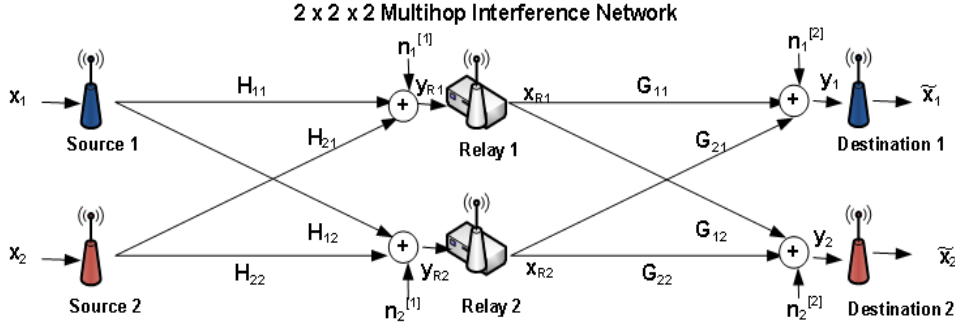 2 x 2 x 2 Multihop Interference Network
n₁[1]
n₁[2]
x₁
H₁₁
yR1
xR1
G₁₁
y₁
x̃₁
Source 1
H₂₁
Relay 1
G₂₁
Destination 1
x₂
H₁₂
G₁₂
y₂
x̃₂
H₂₂
yR2
xR2
G₂₂
Source 2
n₂[1]
Relay 2
n₂[2]
Destination 2